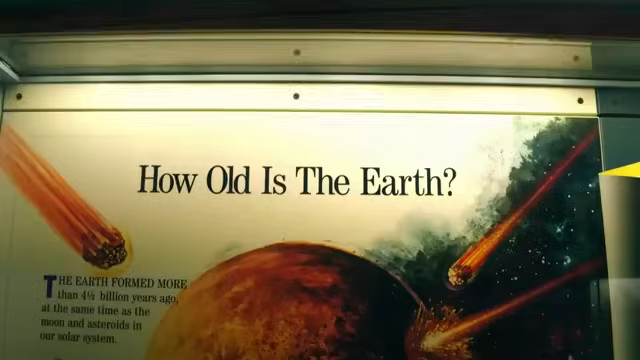 How Old Is The Earth?
THE EARTH FORMED MORE
than 4½ billion years ago,
at the same time as the
moon and asteroids in
our solar system.